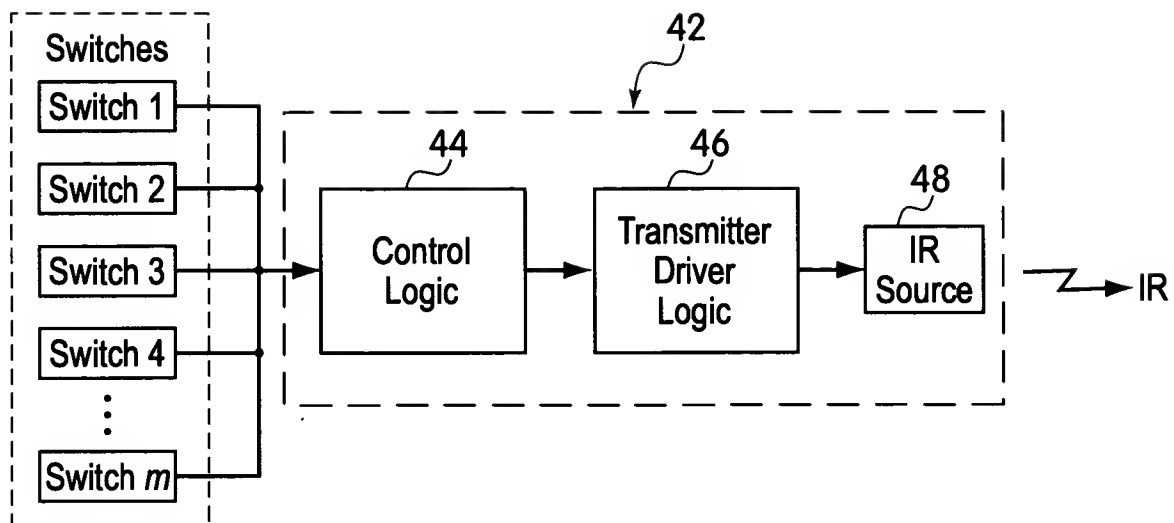 Switches
Switch 1
Switch 2
Switch 3
Switch 4
Switch m
42
44
Control
Logic
46
Transmitter
Driver
Logic
48
IR
Source
IR